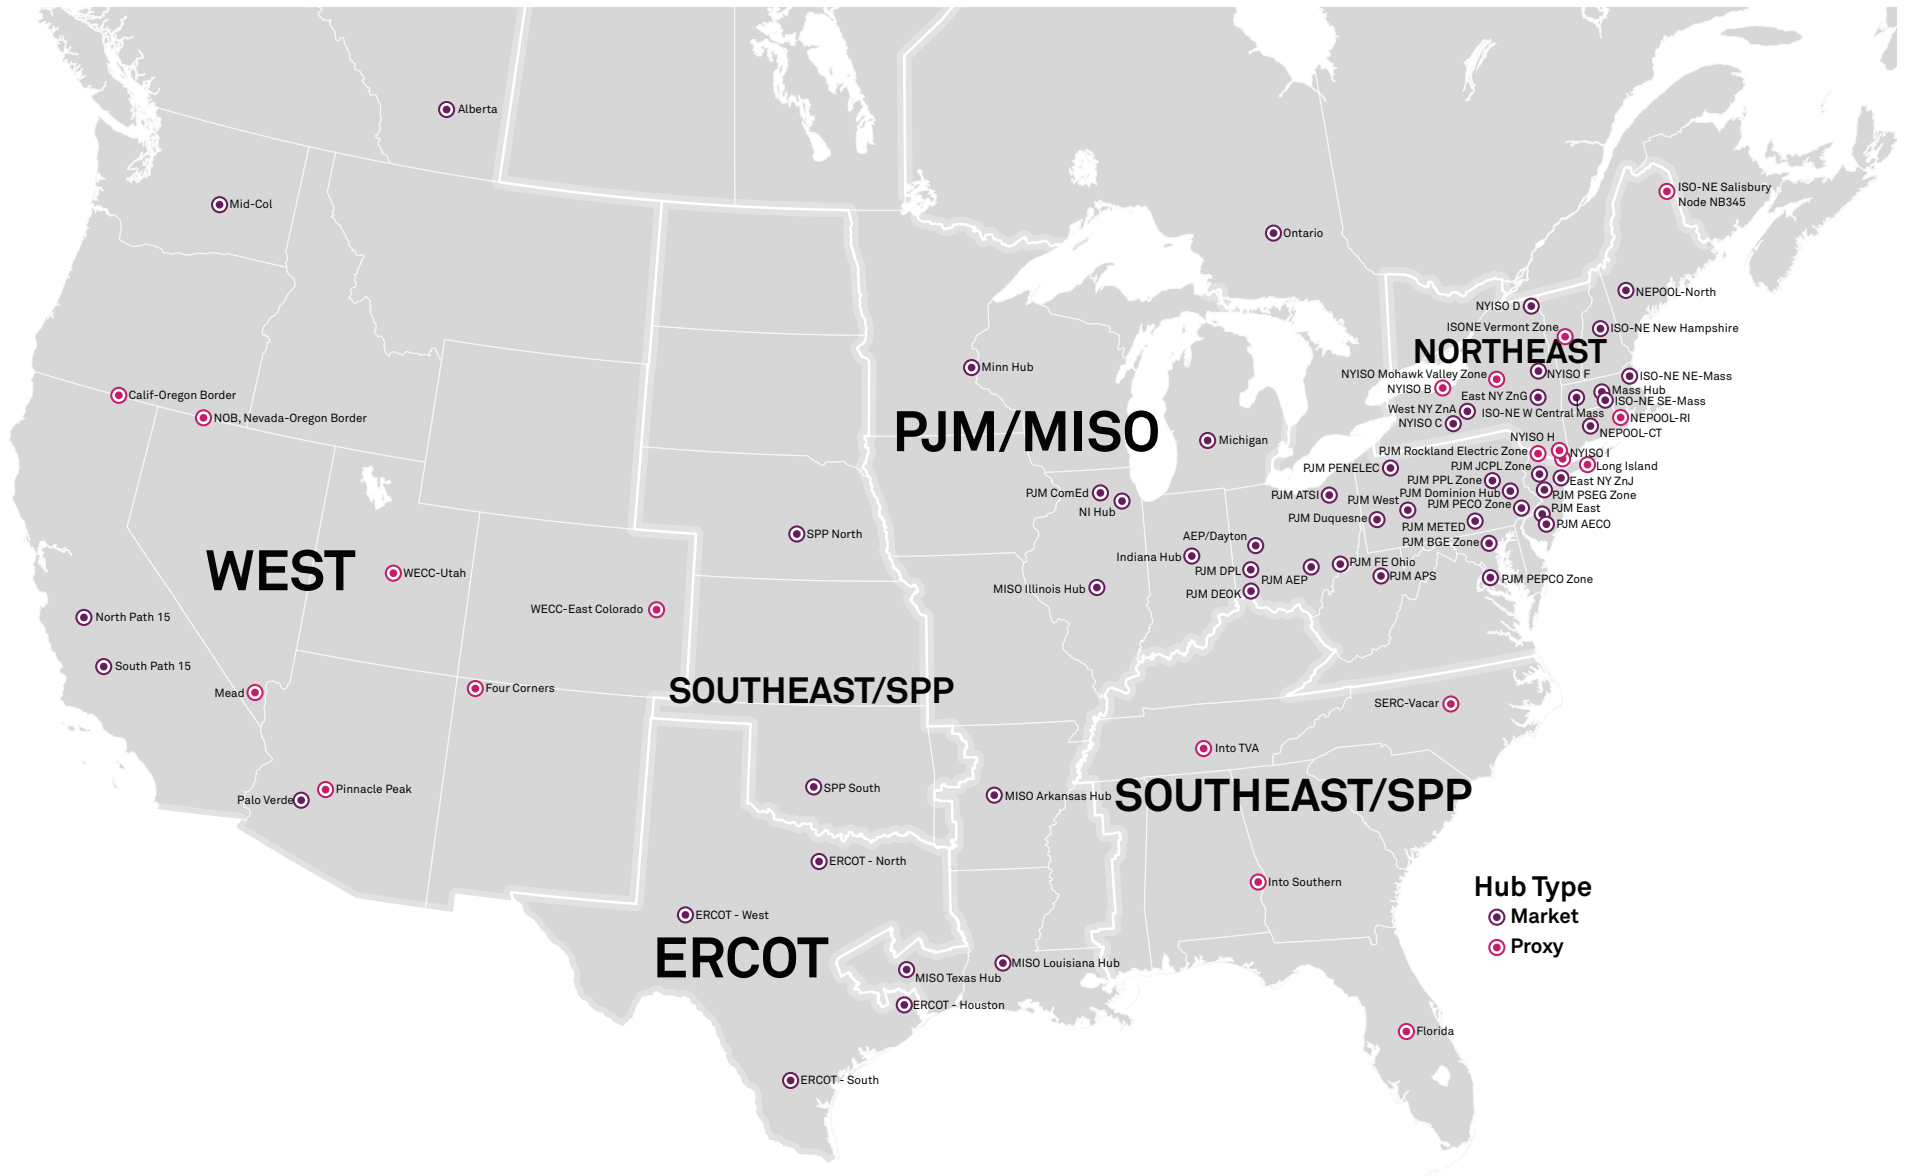 Alberta
ISO-NE Salisbury
Node NB345
Mid-Col
Ontario
NEPOOL-North
NYISO D
ISONE Vermont Zone
ISO-NE New Hampshire
NORTHEAST
Minn Hub
NYISO Mohawk Valley Zone
NYISO F
ISO-NE NE-Mass
NYISO B
Mass Hub
Calif-Oregon Border
East NY ZnG
ISO-NE SE-Mass
NOB, Nevada-Oregon Border
West NY ZnA
ISO-NE W Central Mass
NEPOOL-RI
NYISO C
PJM/MISO
NEPOOL-CT
Michigan
NYISO H
PJM Rockland Electric Zone
NYISO I
PJM PENELEC
PJM JCPL Zone
Long Island
PJM PPL Zone
East NY ZnJ
PJM ComEd
PJM ATSI
PJM West
PJM Dominion Hub
PJM PSEG Zone
NI Hub
PJM PECO Zone
PJM East
PJM Duquesne
PJM METED
PJM AECO
SPP North
AEP/Dayton
PJM BGE Zone
Indiana Hub
PJM FE Ohio
WEST
WECC-Utah
PJM DPL
PJM AEP
PJM APS
PJM PEPCO Zone
MISO Illinois Hub
PJM DEOK
WECC-East Colorado
North Path 15
South Path 15
Mead
Four Corners
SOUTHEAST/SPP
SERC-Vacar
Into TVA
Pinnacle Peak
Palo Verde
SPP South
MISO Arkansas Hub
SOUTHEAST/SPP
ERCOT - North
Into Southern
Hub Type
Market
Proxy
ERCOT - West
ERCOT
MISO Louisiana Hub
MISO Texas Hub
ERCOT - Houston
Florida
ERCOT - South